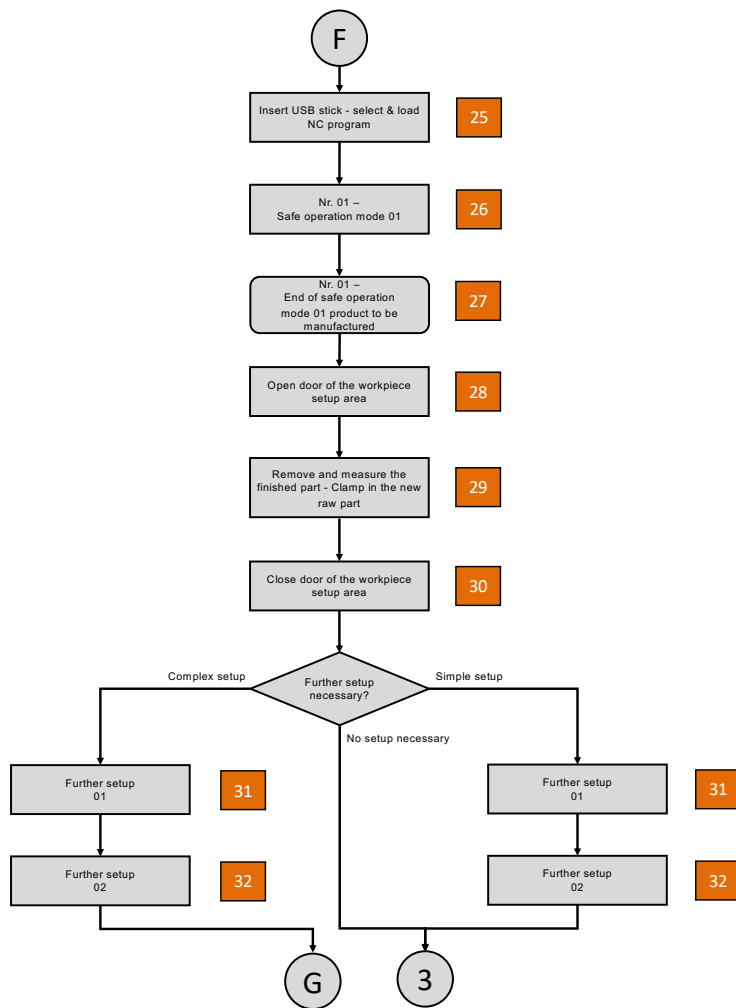 F
Insert USB stick - select & load
NC program
25
Nr. 01 –
Safe operation mode 01
26
Nr. 01 –
End of safe operation
mode 01 product to be
manufactured
27
Open door of the workpiece
setup area
28
Remove and measure the
finished part - Clamp in the new
raw part
29
Close door of the workpiece
setup area
30
Further setup
necessary?
Complex setup
Simple setup
No setup necessary
Further setup
01
31
Further setup
01
31
Further setup
02
32
Further setup
02
32
G
3